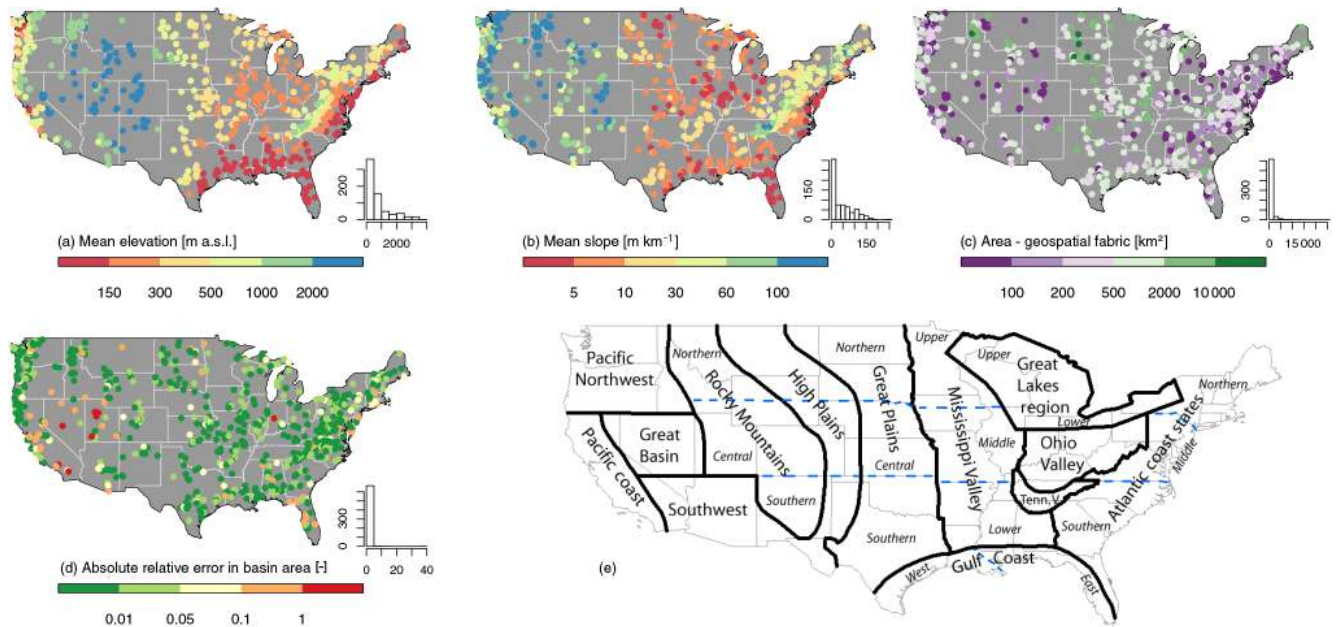 0 200
0 2000
(a) Mean elevation [m a.s.l.]
150 300 500 1000 2000
0 150
0 150
(b) Mean slope [m km⁻¹]
5 10 30 60 100
0 300
0 15 000
(c) Area - geospatial fabric [km²]
100 200 500 2000 10 000
0 300
0 20 40
(d) Absolute relative error in basin area [-]
0.01 0.05 0.1 1
Pacific
Northwest
Northern
Rocky Mountains
Central
Southern
High Plains
Northern
Great Plains
Central
Southern
Upper
Mississippi Valley
Middle
Lower
Upper
Great
Lakes
region
Lower
Ohio
Valley
Tenn. V.
Northern
Atlantic coast states
Middle
Southern
Great
Basin
Pacific coast
Southwest
West
Gulf Coast
East
(e)